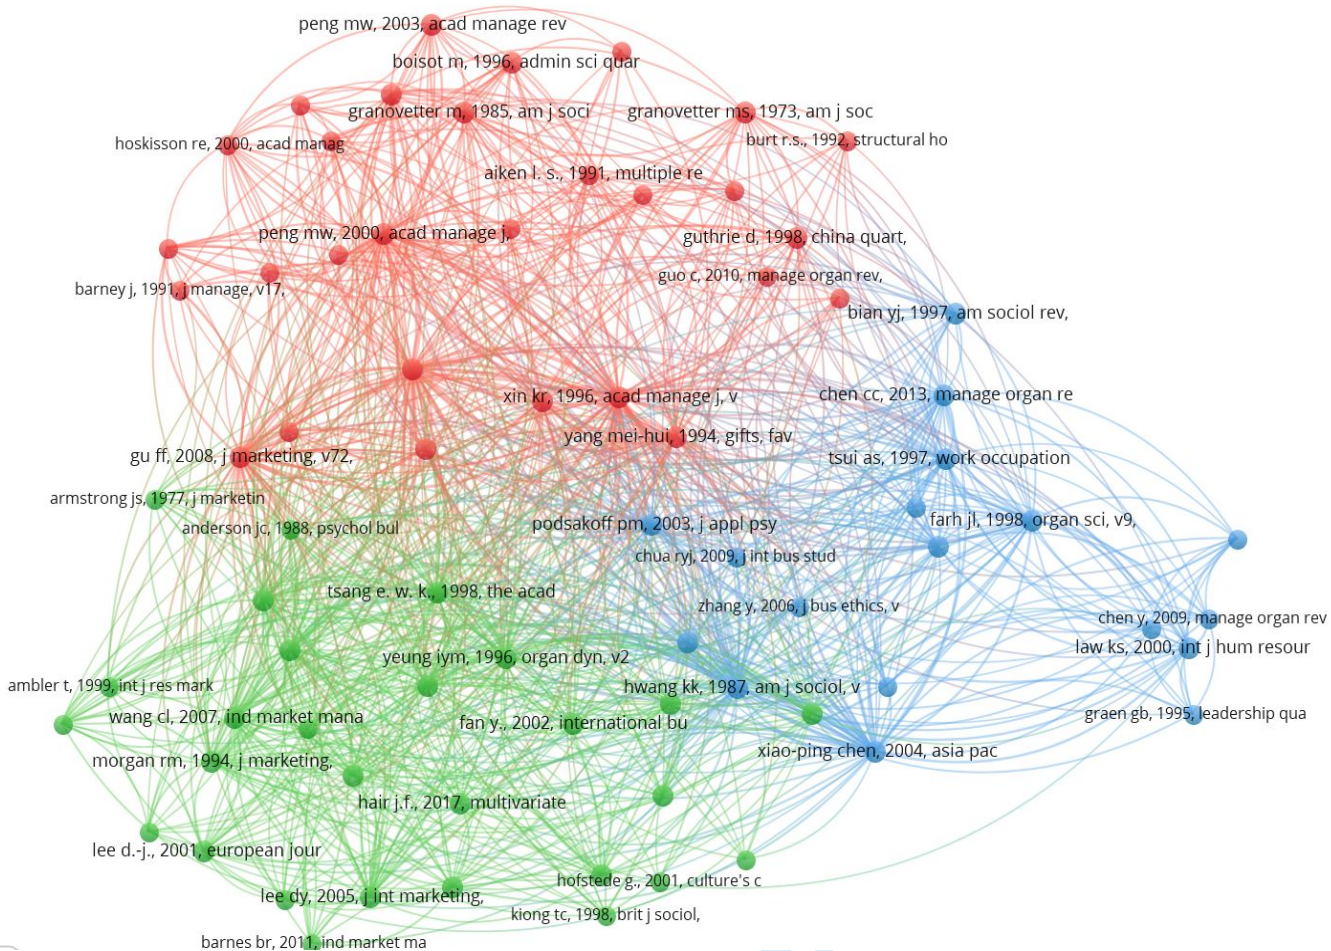 peng mw, 2003, acad manage rev
boisot m, 1996, admin sci quar
granovetter m, 1985, am j soci
granovetter ms, 1973, am j soc
hoskisson re, 2000, acad manag
burt r.s., 1992, structural ho
aiken l. s., 1991, multiple re
peng mw, 2000, acad manage j,
guthrie d, 1998, china quart,
guo c, 2010, manage organ rev,
barney j, 1991, j manage, v17,
bian yj, 1997, am sociol rev,
xin kr, 1996, acad manage j, v
chen cc, 2013, manage organ re
yang mei-hui, 1994, gifts, fav
gu ff, 2008, j marketing, v72,
tsui as, 1997, work occupation
armstrong js, 1977, j marketin
anderson jc, 1988, psychol bul
podsakoff pm, 2003, j appl psy
farh jl, 1998, organ sci, v9,
chua ryj, 2009, j int bus stud
tsang e. w. k., 1998, the acad
zhang y, 2006, j bus ethics, v
chen y, 2009, manage organ rev
law ks, 2000, int j hum resour
yeung iym, 1996, organ dyn, v2
ambler t, 1999, int j res mark
hwang kk, 1987, am j sociol, v
wang cl, 2007, ind market mana
fan y., 2002, international bu
graen gb, 1995, leadership qua
xiao-ping chen, 2004, asia pac
morgan rm, 1994, j marketing,
hair j.f., 2017, multivariate
lee d.-j., 2001, european jour
hofstede g., 2001, culture's c
lee dy, 2005, j int marketing,
kiong tc, 1998, brit j sociol,
barnes br, 2011, ind market ma